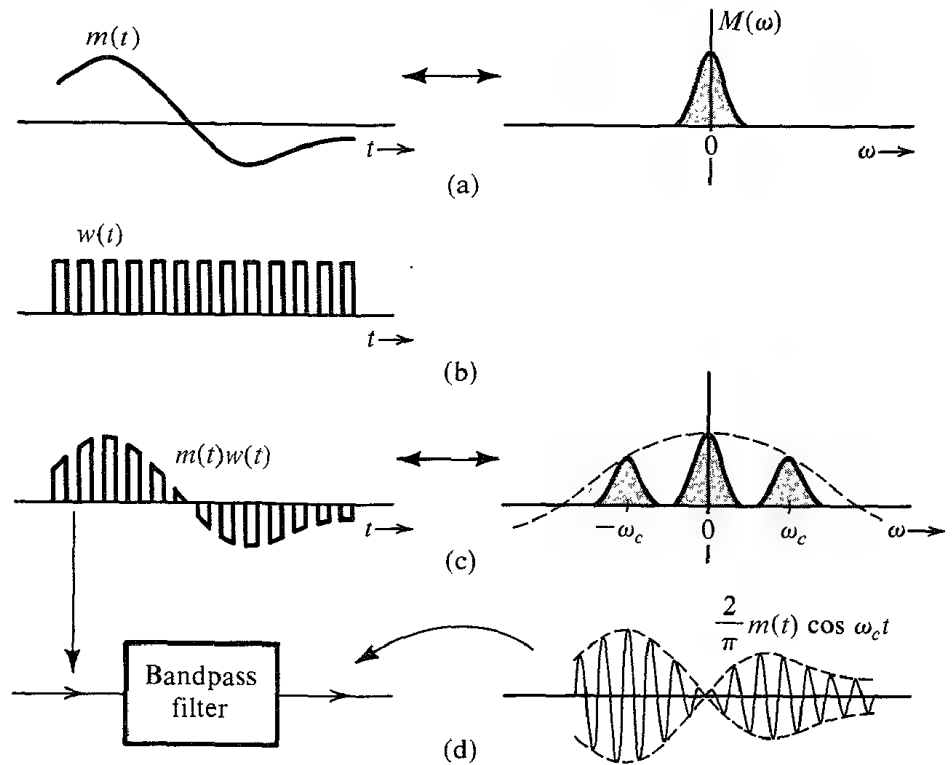 m(t)
M(ω)
t→
0
ω→
(a)
w(t)
t→
(b)
m(t)w(t)
t→
−ω_c
0
ω_c
ω→
(c)
2/π m(t) cos ω_c t
Bandpass
filter
(d)